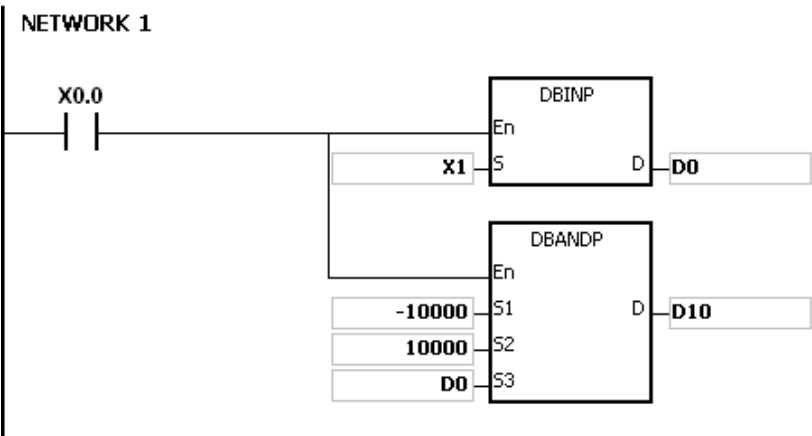 NETWORK 1
X0.0
DBINP
En
X1 S D D0
DBANDP
En
-10000 S1 D D10
10000 S2
D0 S3